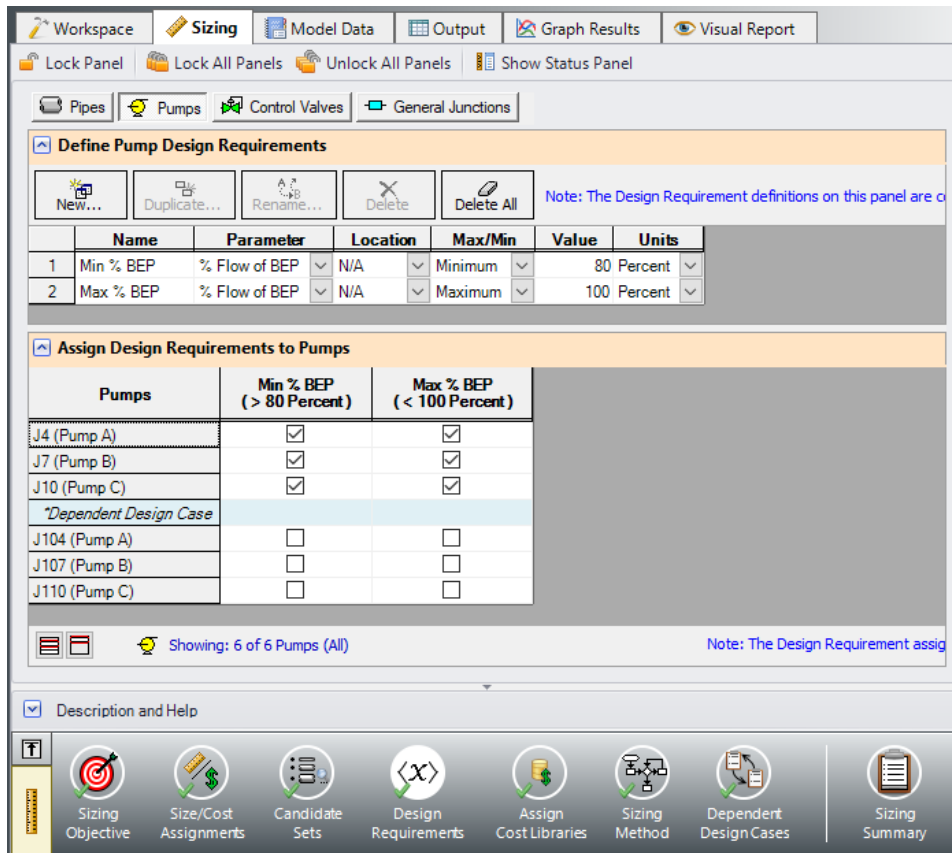 Workspace Sizing Model Data Output Graph Results Visual Report
Lock Panel Lock All Panels Unlock All Panels Show Status Panel
Pipes Pumps Control Valves General Junctions
Define Pump Design Requirements
New... Duplicate... Rename... Delete Delete All Note: The Design Requirement definitions on this panel are
Name Parameter Location Max/Min Value Units
1 Min % BEP % Flow of BEP N/A Minimum 80 Percent
2 Max % BEP % Flow of BEP N/A Maximum 100 Percent
Assign Design Requirements to Pumps
Pumps Min % BEP Max % BEP
( > 80 Percent ) ( < 100 Percent )
J4 (Pump A)
J7 (Pump B)
J10 (Pump C)
*Dependent Design Case
J104 (Pump A)
J107 (Pump B)
J110 (Pump C)
Showing: 6 of 6 Pumps (All) Note: The Design Requirement assig
Description and Help
Sizing Size/Cost Candidate Design Assign Sizing Dependent Sizing
Objective Assignments Sets Requirements Cost Libraries Method Design Cases Summary